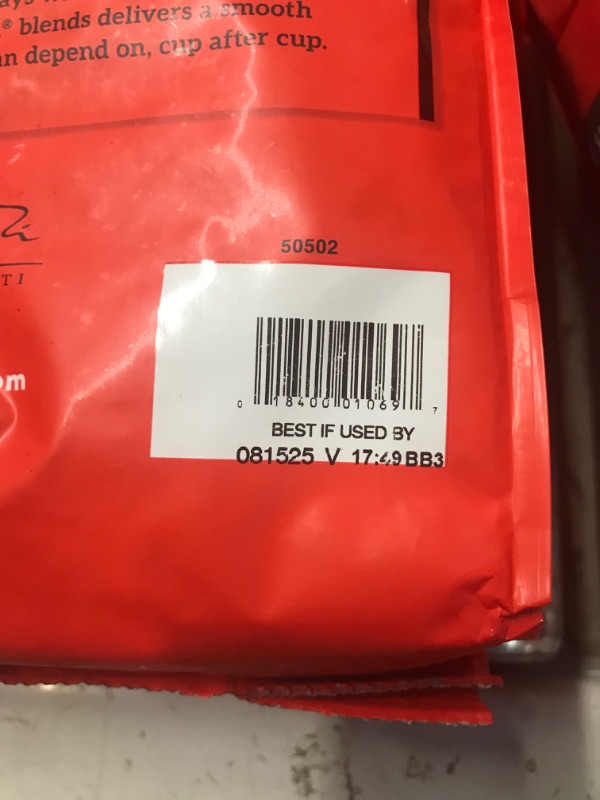 ® blends delivers a smooth
depend on, cup after cup.
50502
TI
0 18400 01069 7
BEST IF USED BY
081525 V 17:49 BB3